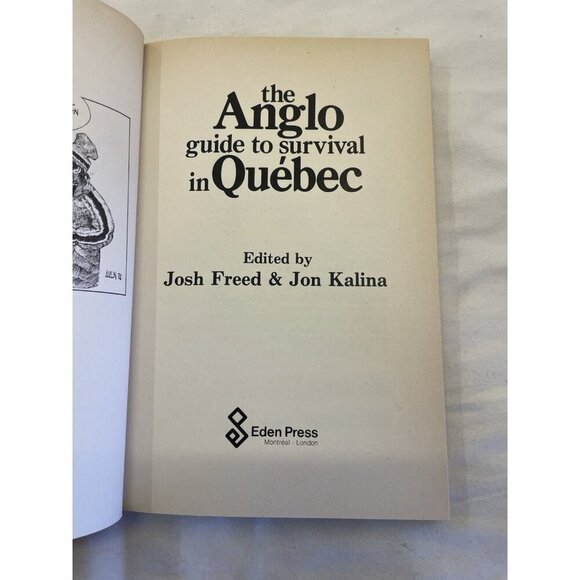 the
Anglo
guide to survival
in Québec
Edited by
Josh Freed & Jon Kalina
Eden Press
Montréal - London